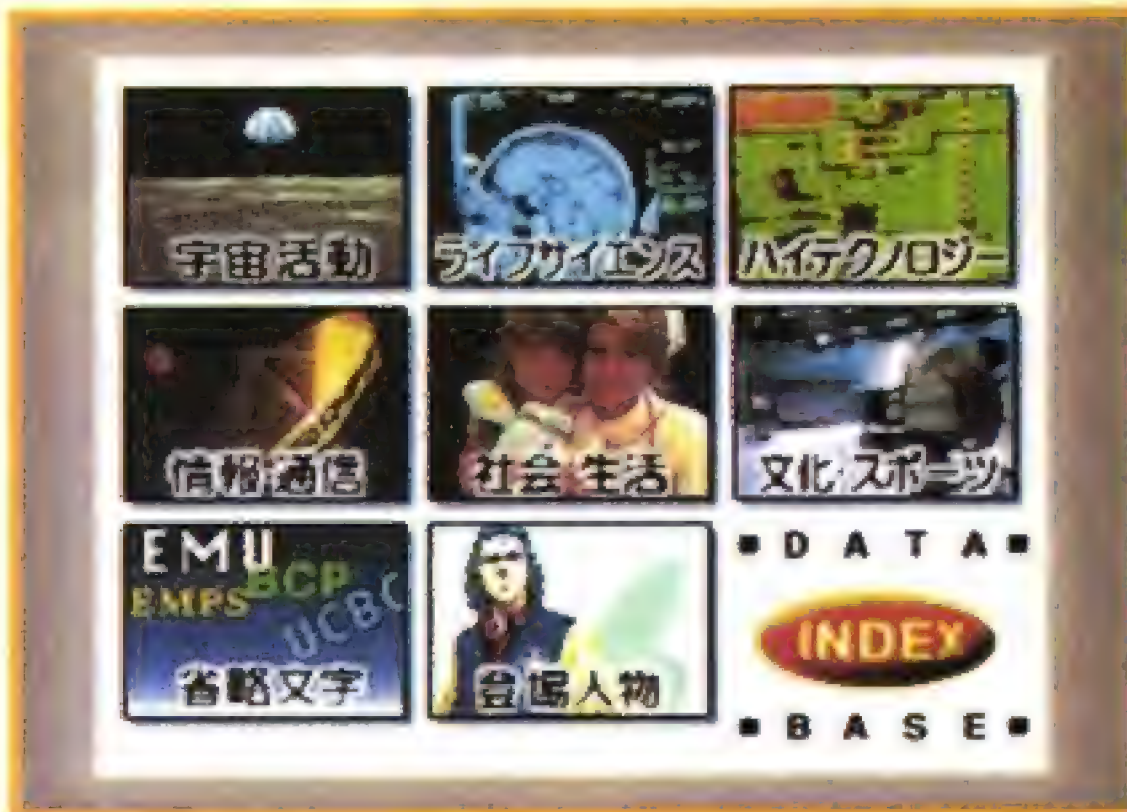 宇宙活動
ライフサイエンス
ハイテクノロジー
情報・通信
社会・生活
文化・スポーツ
EMU
BCP
EMPS
UCBC
省略文字
登場人物
DATA
INDEX
BASE